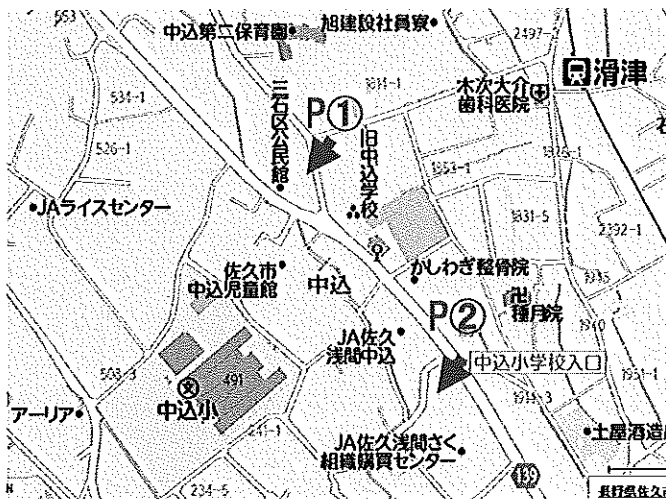 553
中込第二保育園
旭建設社員寮
2497-
滑津
534-1
三石区公民館
P①
旧中込学校
木次大介
歯科医院
526-1
JAライスセンター
1831-5
2392-1
佐久市
中込児童館
中込
かしわぎ整骨院
種月院
P②
JA佐久
浅間中込
中込小学校入口
491
中込小
アーリア
241-1
JA佐久浅間さく
組織購買センター
土屋酒造
234-5
139
長野県佐久